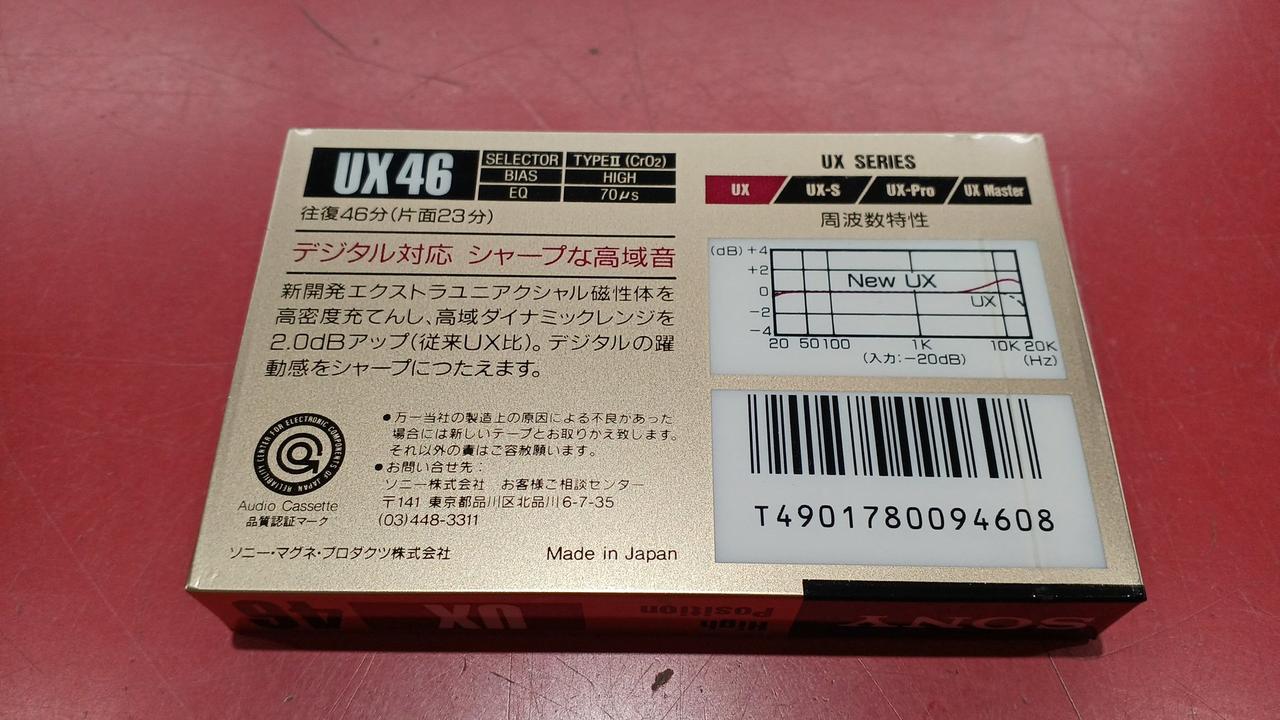 UX46
SELECTOR TYPEⅡ (CrO₂)
BIAS HIGH
EQ 70μs
往復46分(片面23分)
デジタル対応 シャープな高域音
新開発エクストラユニアクシャル磁性体を
高密度充てんし、高域ダイナミックレンジを
2.0dBアップ(従来UX比)。デジタルの躍
動感をシャープにつたえます。
RELIABILITY CENTER FOR ELECTRONIC COMPONENTS OF JAPAN
Audio Cassette
品質認証マーク
●万一当社の製造上の原因による不良があった
場合には新しいテープとお取りかえ致します。
それ以外の責はご容赦願います。
●お問い合せ先：
ソニー株式会社 お客様ご相談センター
〒141 東京都品川区北品川6-7-35
(03)448-3311
ソニー・マグネ・プロダクツ株式会社 Made in Japan
UX SERIES
UX UX-S UX-Pro UX Master
周波数特性
(dB) +4
+2
0
-2
-4
New UX
UX
20 50 100 1K 10K 20K
(入力：-20dB) (Hz)
T4901780094608
46 UX High Position SONY